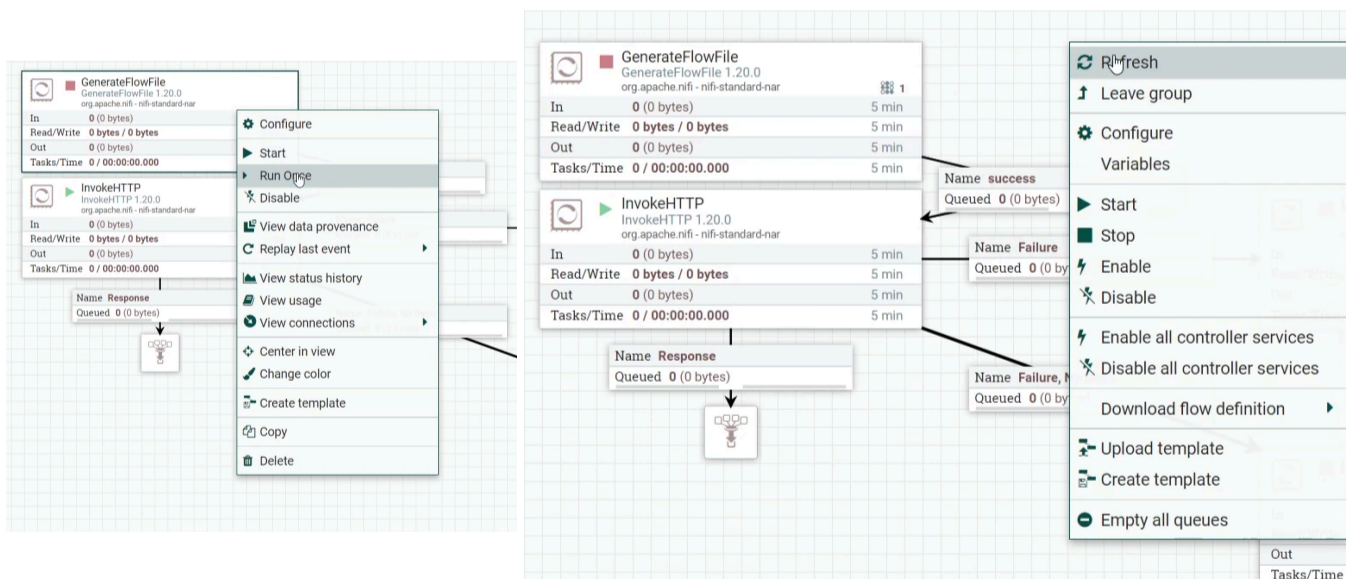 GenerateFlowFile
GenerateFlowFile 1.20.0
org.apache.nifi - nifi-standard-nar
In 0 (0 bytes)
Read/Write 0 bytes / 0 bytes
Out 0 (0 bytes)
Tasks/Time 0 / 00:00:00.000
InvokeHTTP
InvokeHTTP 1.20.0
org.apache.nifi - nifi-standard-nar
In 0 (0 bytes)
Read/Write 0 bytes / 0 bytes
Out 0 (0 bytes)
Tasks/Time 0 / 00:00:00.000
Name Response
Queued 0 (0 bytes)
Configure
Start
Run Once
Disable
View data provenance
Replay last event
View status history
View usage
View connections
Center in view
Change color
Create template
Copy
Delete
GenerateFlowFile
GenerateFlowFile 1.20.0
org.apache.nifi - nifi-standard-nar 1
In 0 (0 bytes) 5 min
Read/Write 0 bytes / 0 bytes 5 min
Out 0 (0 bytes) 5 min
Tasks/Time 0 / 00:00:00.000 5 min
InvokeHTTP
InvokeHTTP 1.20.0
org.apache.nifi - nifi-standard-nar
In 0 (0 bytes) 5 min
Read/Write 0 bytes / 0 bytes 5 min
Out 0 (0 bytes) 5 min
Tasks/Time 0 / 00:00:00.000 5 min
Name Response
Queued 0 (0 bytes)
Name success
Queued 0 (0 bytes)
Name Failure
Queued 0 (0 by
Name Failure, N
Queued 0 (0 by
Refresh
Leave group
Configure
Variables
Start
Stop
Enable
Disable
Enable all controller services
Disable all controller services
Download flow definition
Upload template
Create template
Empty all queues
Out
Tasks/Time